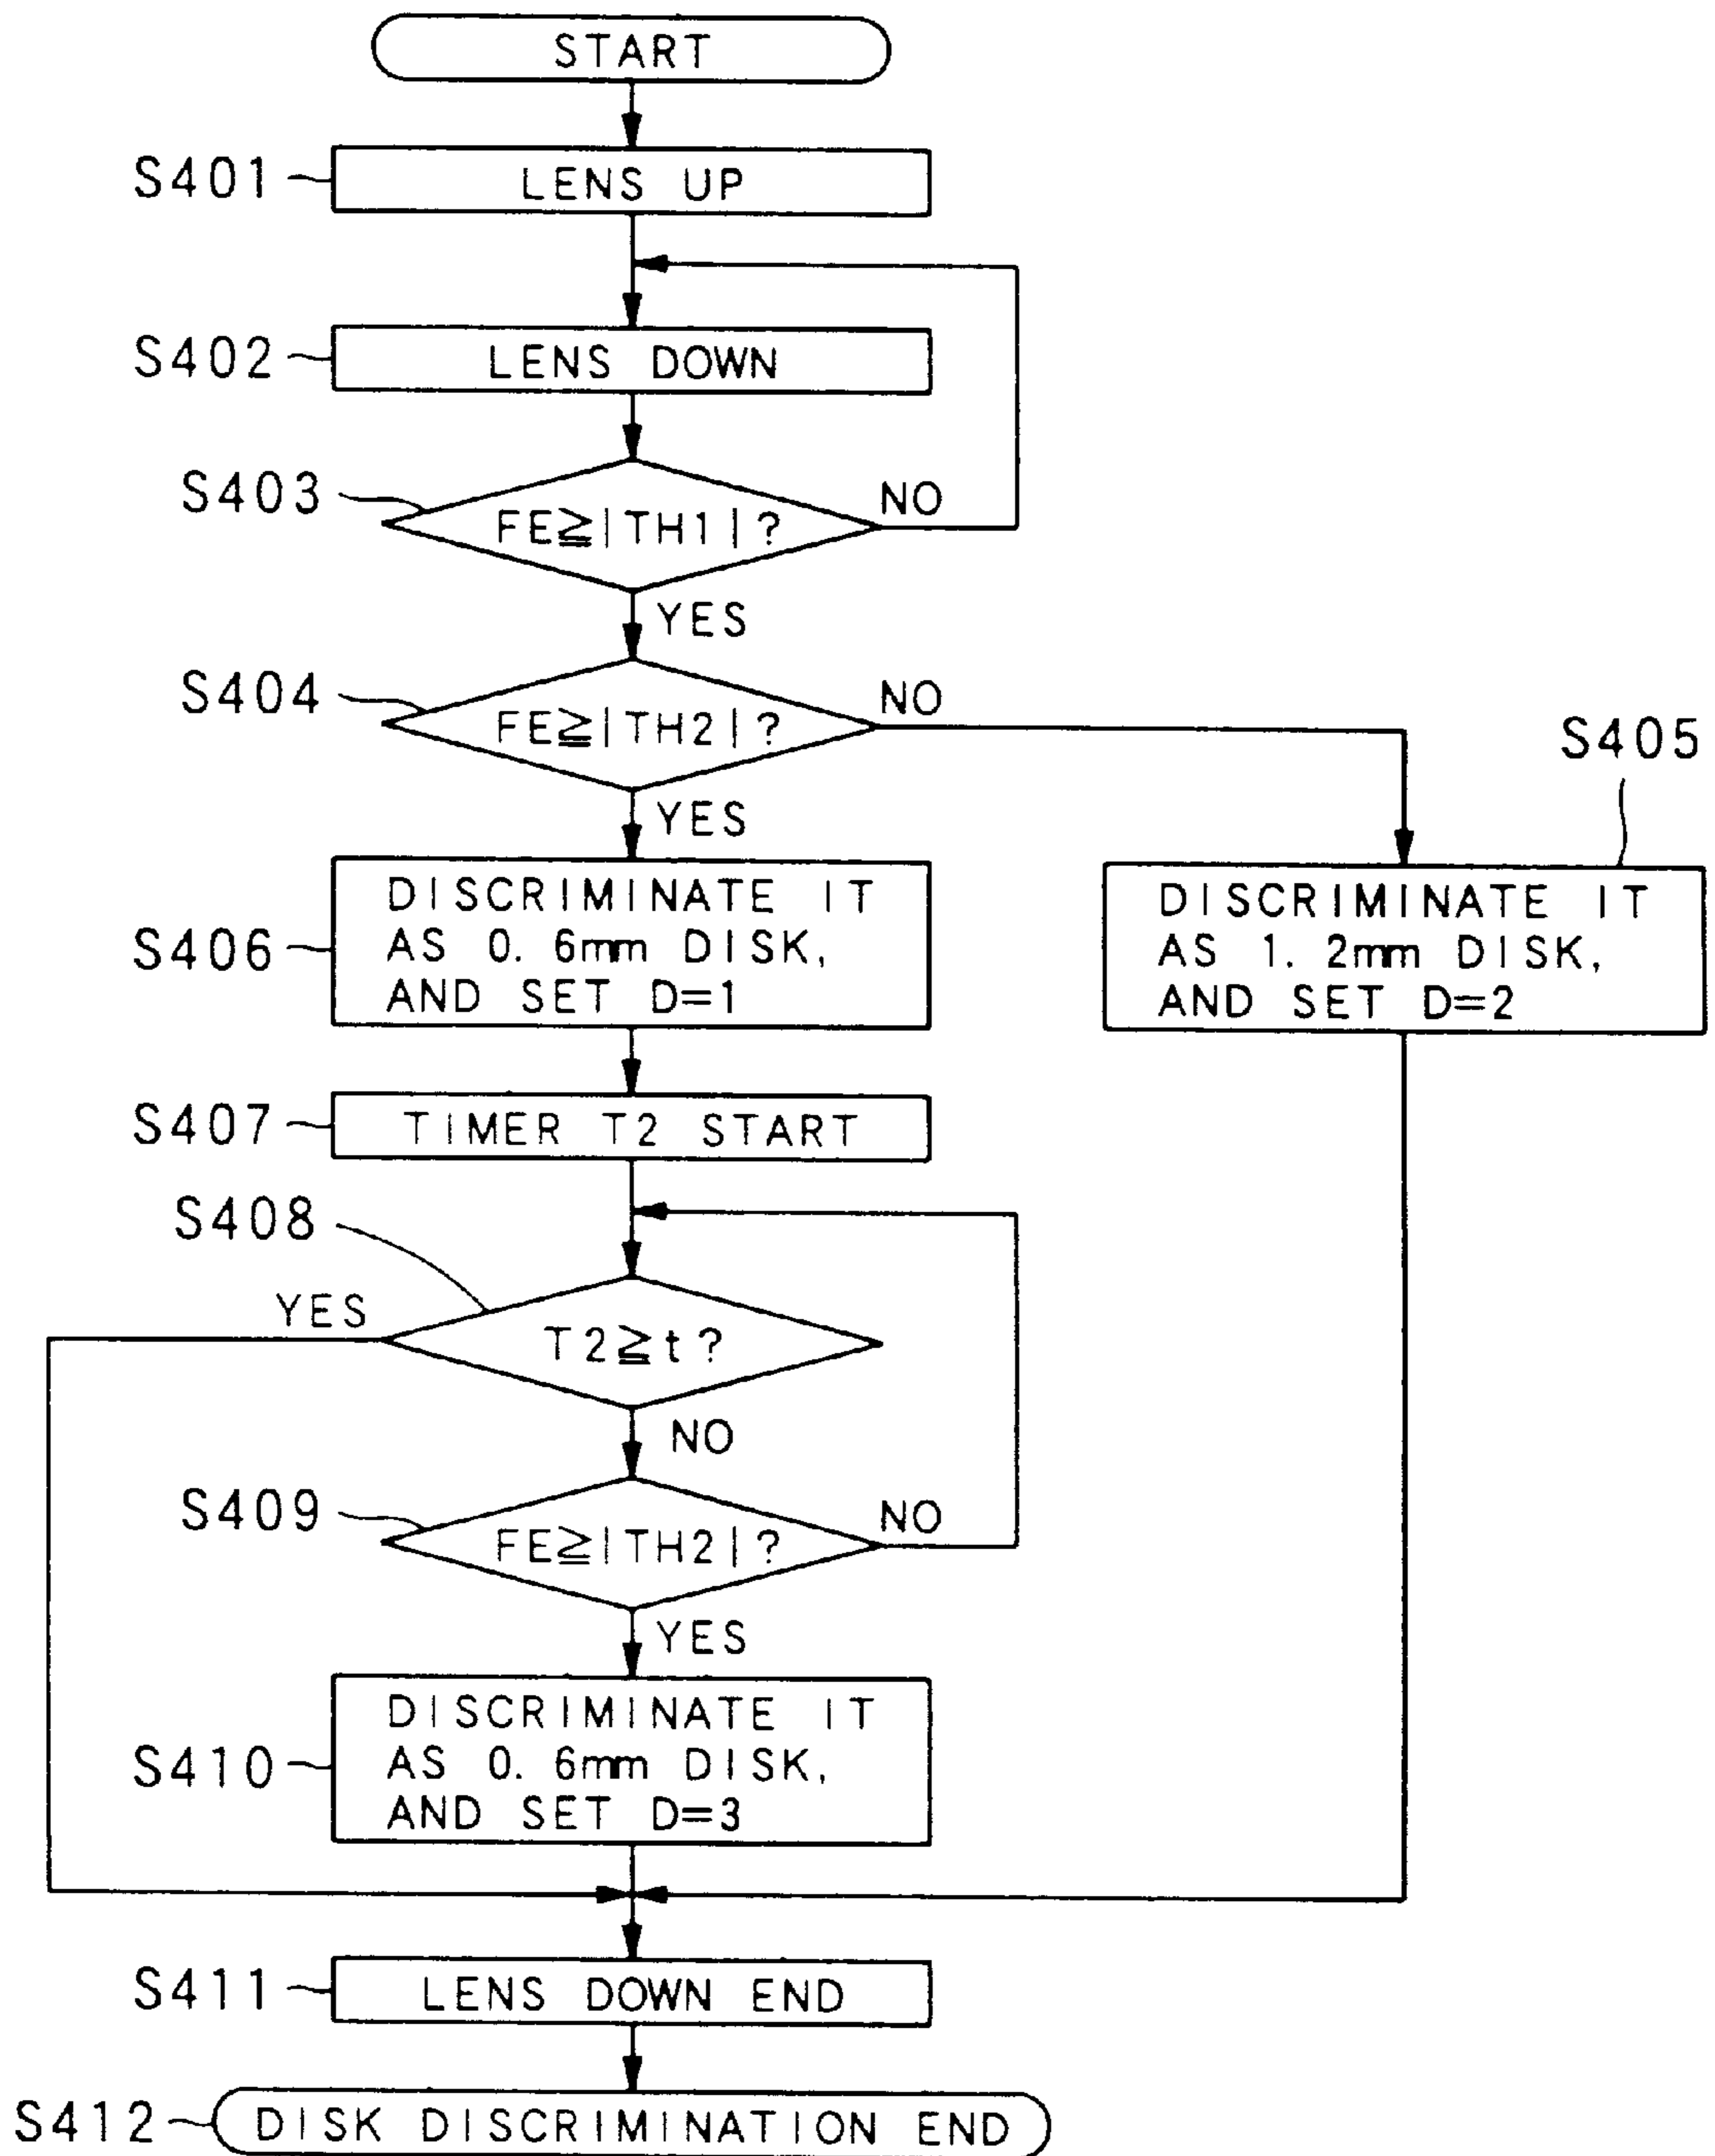 START
S401
LENS UP
S402
LENS DOWN
S403
FE≧|TH1|?
NO
YES
S404
FE≧|TH2|?
NO
YES
S405
DISCRIMINATE IT
AS 1. 2mm DISK,
AND SET D=2
S406
DISCRIMINATE IT
AS 0. 6mm DISK,
AND SET D=1
S407
TIMER T2 START
S408
YES
T2≧t?
NO
S409
FE≧|TH2|?
NO
YES
S410
DISCRIMINATE IT
AS 0. 6mm DISK,
AND SET D=3
S411
LENS DOWN END
S412
DISK DISCRIMINATION END